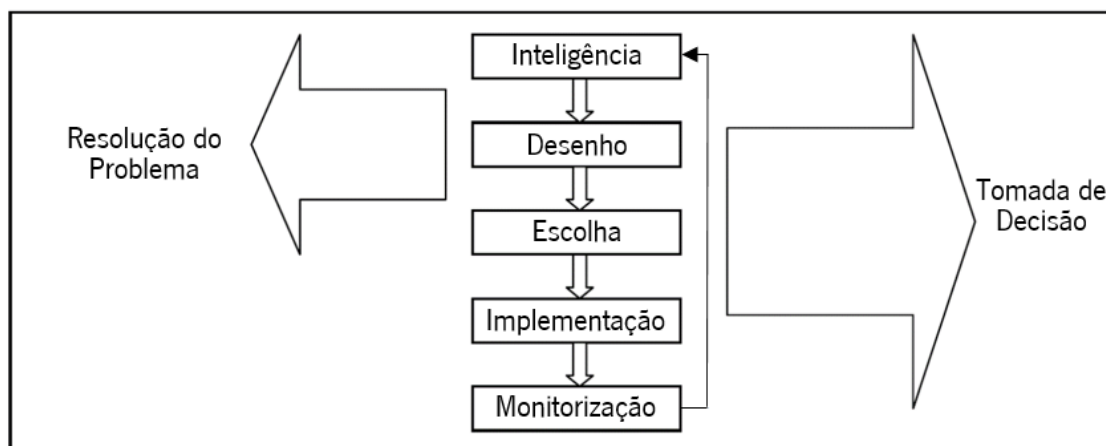 Inteligência
Resolução do
Problema
Desenho
Escolha
Tomada de
Decisão
Implementação
Monitorização